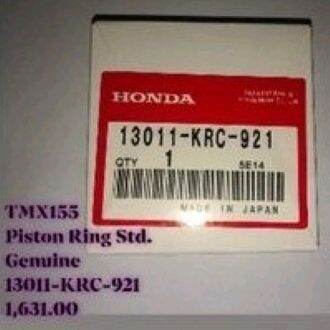 HONDA
13011-KRC-921
QTY 1 5E14
MADE IN JAPAN
TMX155
Piston Ring Std.
Genuine
13011-KRC-921
1,631.00